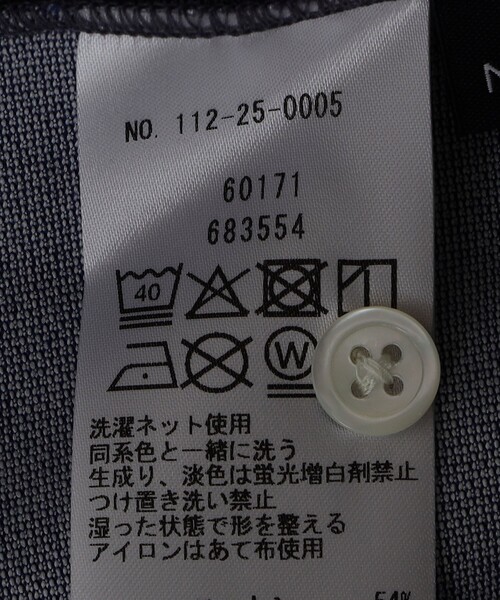 NO. 112-25-0005
60171
683554
40
W
洗濯ネット使用
同系色と一緒に洗う
生成り、淡色は蛍光増白剤禁止
つけ置き洗い禁止
湿った状態で形を整える
アイロンはあて布使用
54%